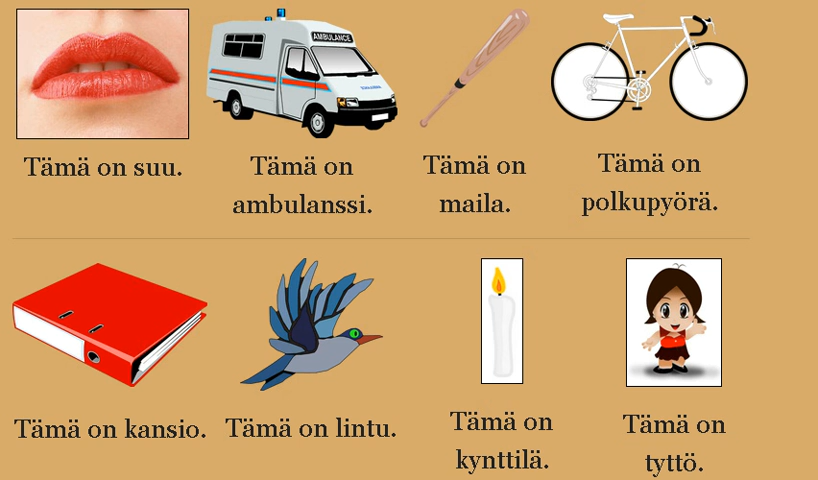 AMBULANCE
Tämä on suu.
Tämä on
ambulanssi.
Tämä on
maila.
Tämä on
polkupyörä.
Tämä on kansio.
Tämä on lintu.
Tämä on
kynttilä.
Tämä on
tyttö.